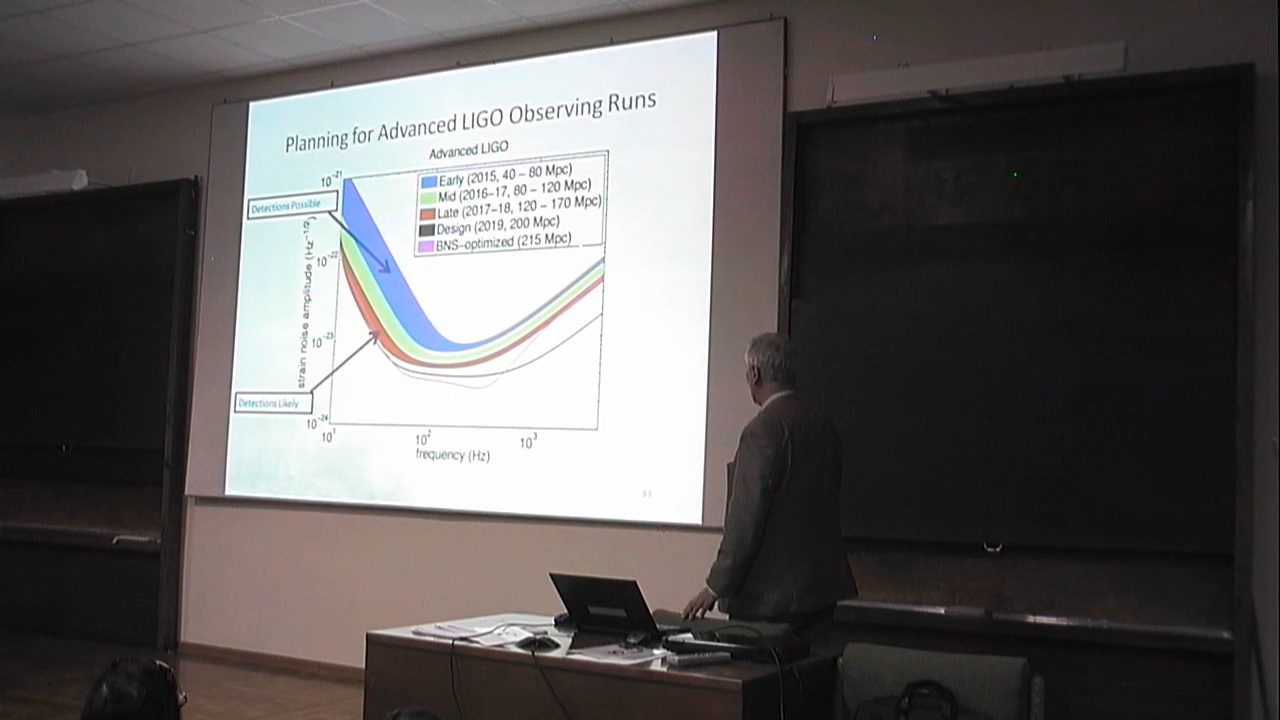 Planning for Advanced LIGO Observing Runs
Advanced LIGO
Early (2015, 40 – 80 Mpc)
Mid (2016–17, 80 – 120 Mpc)
Late (2017–18, 120 – 170 Mpc)
Design (2019, 200 Mpc)
BNS–optimized (215 Mpc)
Detections Possible
Detections Likely
strain noise amplitude (Hz^-1/2)
10^-21
10^-22
10^-23
10^-24
10^1
10^2
10^3
frequency (Hz)